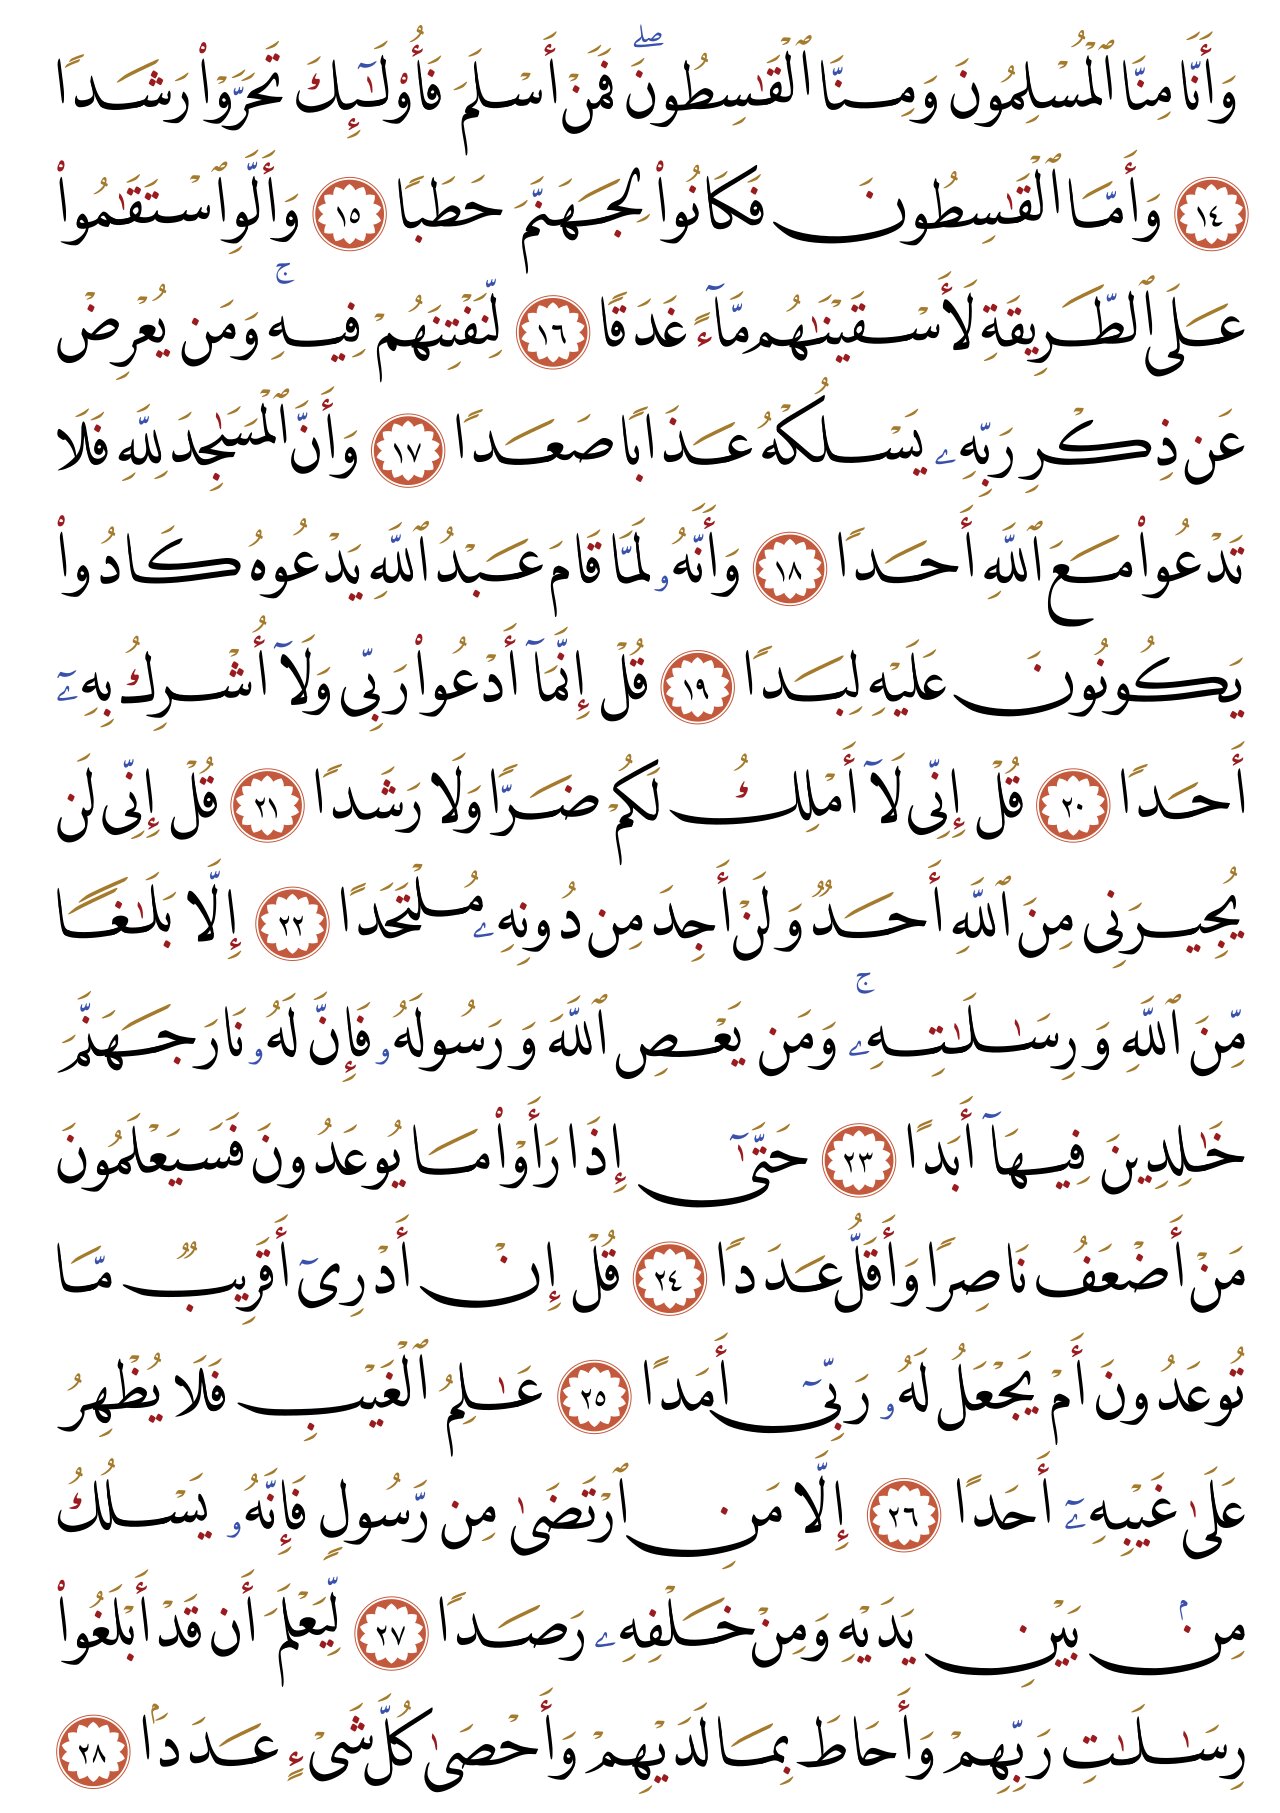 وَأَنَّا مِنَّا ٱلْمُسْلِمُونَ وَمِنَّا ٱلْقَٰسِطُونَۖ فَمَنْ أَسْلَمَ فَأُو۟لَٰٓئِكَ تَحَرَّوْا۟ رَشَدًا
١٤ وَأَمَّا ٱلْقَٰسِطُونَ فَكَانُوا۟ لِجَهَنَّمَ حَطَبًا ١٥ وَأَلَّوِ ٱسْتَقَٰمُوا۟
عَلَى ٱلطَّرِيقَةِ لَأَسْقَيْنَٰهُم مَّآءً غَدَقًا ١٦ لِّنَفْتِنَهُمْ فِيهِۚ وَمَن يُعْرِضْ
عَن ذِكْرِ رَبِّهِۦ يَسْلُكْهُ عَذَابًا صَعَدًا ١٧ وَأَنَّ ٱلْمَسَٰجِدَ لِلَّهِ فَلَا
تَدْعُوا۟ مَعَ ٱللَّهِ أَحَدًا ١٨ وَأَنَّهُۥ لَمَّا قَامَ عَبْدُ ٱللَّهِ يَدْعُوهُ كَادُوا۟
يَكُونُونَ عَلَيْهِ لِبَدًا ١٩ قُلْ إِنَّمَآ أَدْعُوا۟ رَبِّى وَلَآ أُشْرِكُ بِهِۦٓ
أَحَدًا ٢٠ قُلْ إِنِّى لَآ أَمْلِكُ لَكُمْ ضَرًّا وَلَا رَشَدًا ٢١ قُلْ إِنِّى لَن
يُجِيرَنِى مِنَ ٱللَّهِ أَحَدٌ وَلَنْ أَجِدَ مِن دُونِهِۦ مُلْتَحَدًا ٢٢ إِلَّا بَلَٰغًا
مِّنَ ٱللَّهِ وَرِسَٰلَٰتِهِۦۚ وَمَن يَعْصِ ٱللَّهَ وَرَسُولَهُۥ فَإِنَّ لَهُۥ نَارَ جَهَنَّمَ
خَٰلِدِينَ فِيهَآ أَبَدًا ٢٣ حَتَّىٰٓ إِذَا رَأَوْا۟ مَا يُوعَدُونَ فَسَيَعْلَمُونَ
مَنْ أَضْعَفُ نَاصِرًا وَأَقَلُّ عَدَدًا ٢٤ قُلْ إِنْ أَدْرِىٓ أَقَرِيبٌ مَّا
تُوعَدُونَ أَمْ يَجْعَلُ لَهُۥ رَبِّىٓ أَمَدًا ٢٥ عَٰلِمُ ٱلْغَيْبِ فَلَا يُظْهِرُ
عَلَىٰ غَيْبِهِۦٓ أَحَدًا ٢٦ إِلَّا مَنِ ٱرْتَضَىٰ مِن رَّسُولٍ فَإِنَّهُۥ يَسْلُكُ
مِنۢ بَيْنِ يَدَيْهِ وَمِنْ خَلْفِهِۦ رَصَدًا ٢٧ لِّيَعْلَمَ أَن قَدْ أَبْلَغُوا۟
رِسَٰلَٰتِ رَبِّهِمْ وَأَحَاطَ بِمَا لَدَيْهِمْ وَأَحْصَىٰ كُلَّ شَىْءٍ عَدَدَۢا ٢٨